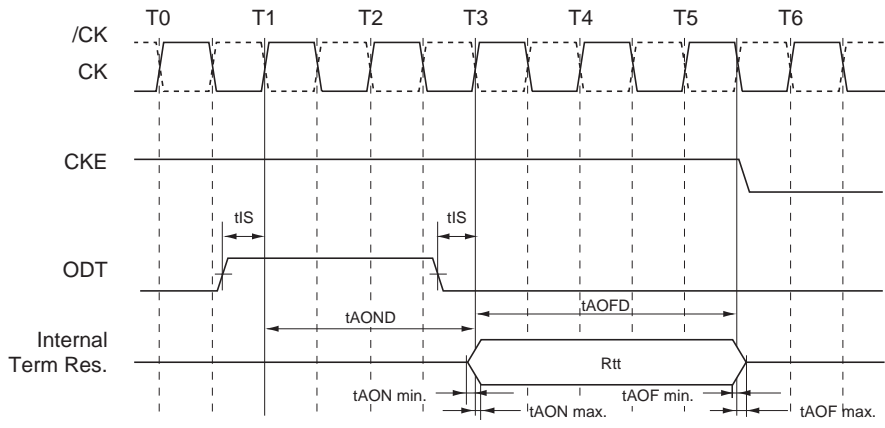 T0 T1 T2 T3 T4 T5 T6
/CK
CK
CKE
tIS tIS
ODT
tAOND tAOFD
Internal
Term Res.
Rtt
tAON min. tAOF min.
tAON max. tAOF max.